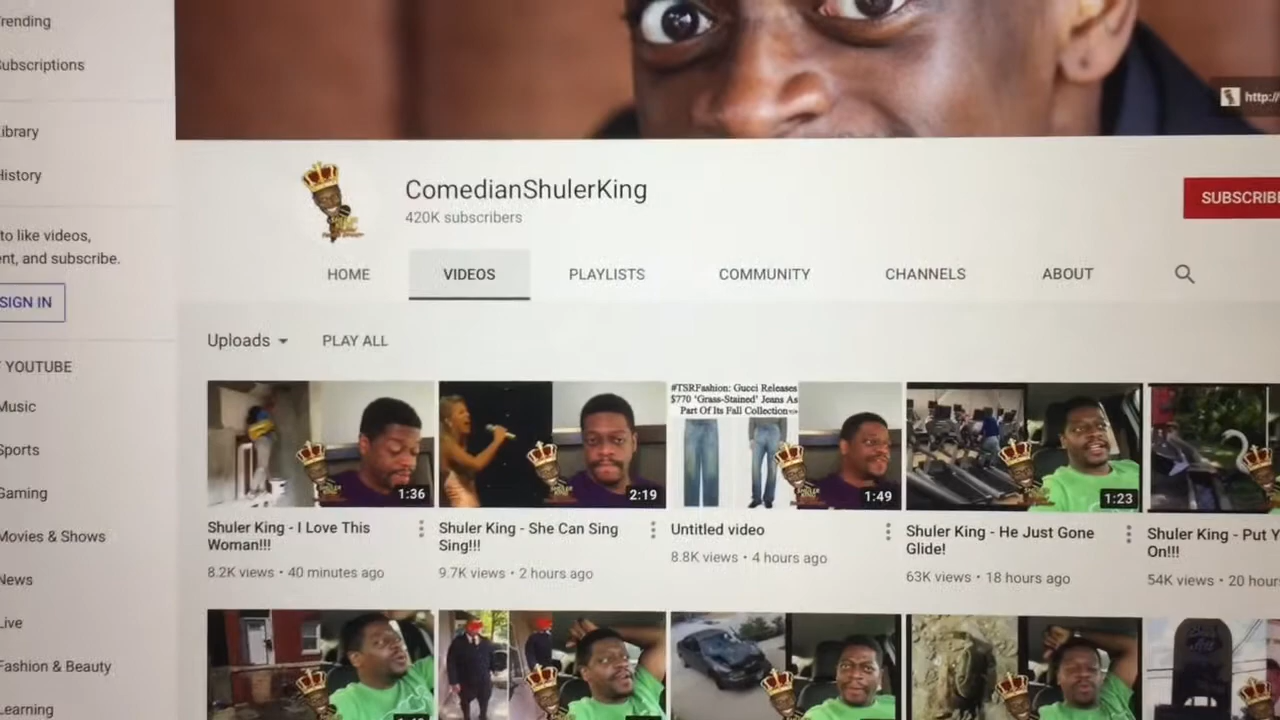 Trending
Subscriptions
Library
History
to like videos,
ent, and subscribe.
SIGN IN
YOUTUBE
Music
Sports
Gaming
Movies & Shows
News
Live
Fashion & Beauty
Learning
http://
ComedianShulerKing
420K subscribers
SUBSCRIBE
HOME
VIDEOS
PLAYLISTS
COMMUNITY
CHANNELS
ABOUT
Uploads
PLAY ALL
#TSRFashion: Gucci Releases
$770 'Grass-Stained' Jeans As
Part Of Its Fall Collection
1:36
2:19
1:49
1:23
Shuler King - I Love This
Woman!!!
8.2K views • 40 minutes ago
Shuler King - She Can Sing
Sing!!!
9.7K views • 2 hours ago
Untitled video
8.8K views • 4 hours ago
Shuler King - He Just Gone
Glide!
63K views • 18 hours ago
Shuler King - Put Y
On!!!
54K views • 20 hour